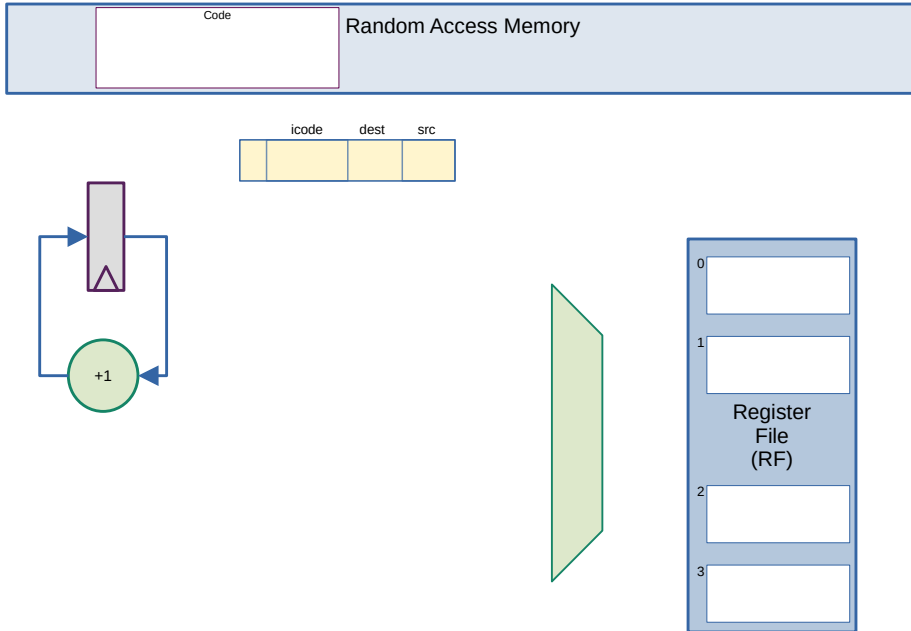 Code
Random Access Memory
icode dest src
0
1
+1
Register
File
(RF)
2
3